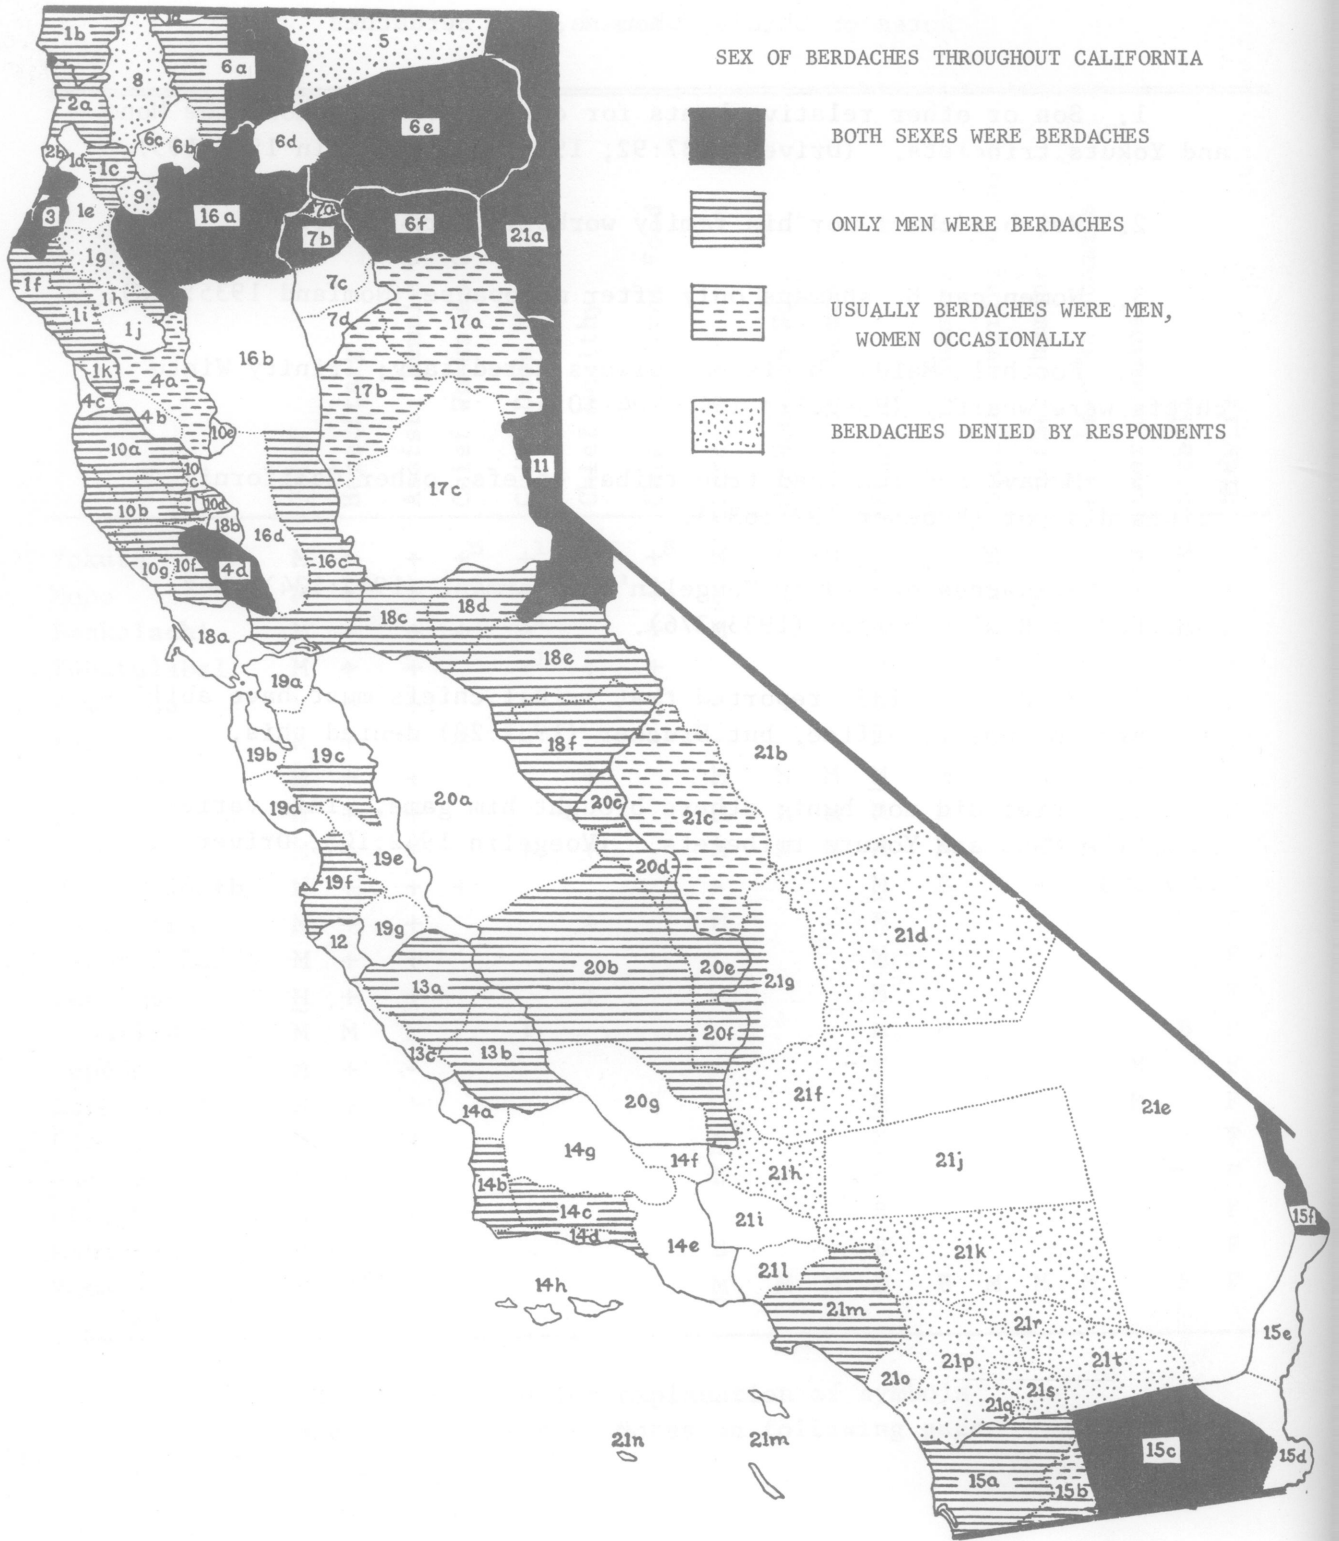 SEX OF BERDACHES THROUGHOUT CALIFORNIA
BOTH SEXES WERE BERDACHES
ONLY MEN WERE BERDACHES
USUALLY BERDACHES WERE MEN,
WOMEN OCCASIONALLY
BERDACHES DENIED BY RESPONDENTS
1b
5
8
6a
2a
6e
6d
6c
6b
2b
1d
1c
9
3
1e
16a
7a
7b
6f
21a
1g
1f
7c
1h
1i
1j
7d
17a
16b
1k
4a
17b
4c
4b
10e
10a
11
10
c
17c
10b
10d
18b
16d
10g
10f
4d
16c
18c
18d
18a
18e
19a
18f
21b
19b
19c
20a
20c
21c
19d
19e
20d
19f
12
19g
21d
20b
20e
21g
13a
20f
13c
13b
21f
20g
21e
14a
14g
14f
21h
21j
14b
14c
21i
15f
14d
14e
21k
21l
14h
21m
21r
15e
21p
21t
21o
21s
21q
21n
21m
15c
15d
15a
15b